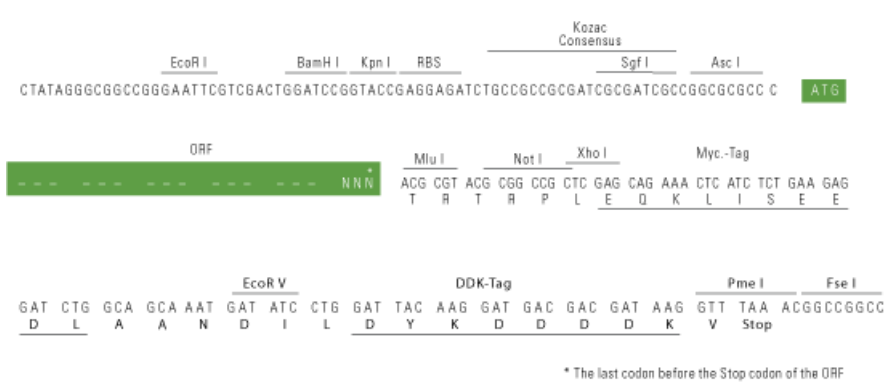 Kozac
Consensus
EcoR I BamH I Kpn I RBS Sgf I Asc I
CTATAGGGCGGCCGGGAATTCGTCGACTGGATCCGGTACCGAGGAGATCTGCCGCCGCGATCGCGATCGCCGGCGCGCC C ATG
ORF Mlu I Not I Xho I Myc.-Tag
*
--- --- --- --- --- NNN ACG CGT ACG CGG CCG CTC GAG CAG AAA CTC ATC TCT GAA GAG
T R T R P L E Q K L I S E E
EcoR V DDK-Tag Pme I Fse I
GAT CTG GCA GCA AAT GAT ATC CTG GAT TAC AAG GAT GAC GAC GAT AAG GTT TAA ACGGCCGGCC
D L A A N D I L D Y K D D D D K V Stop
* The last codon before the Stop codon of the ORF